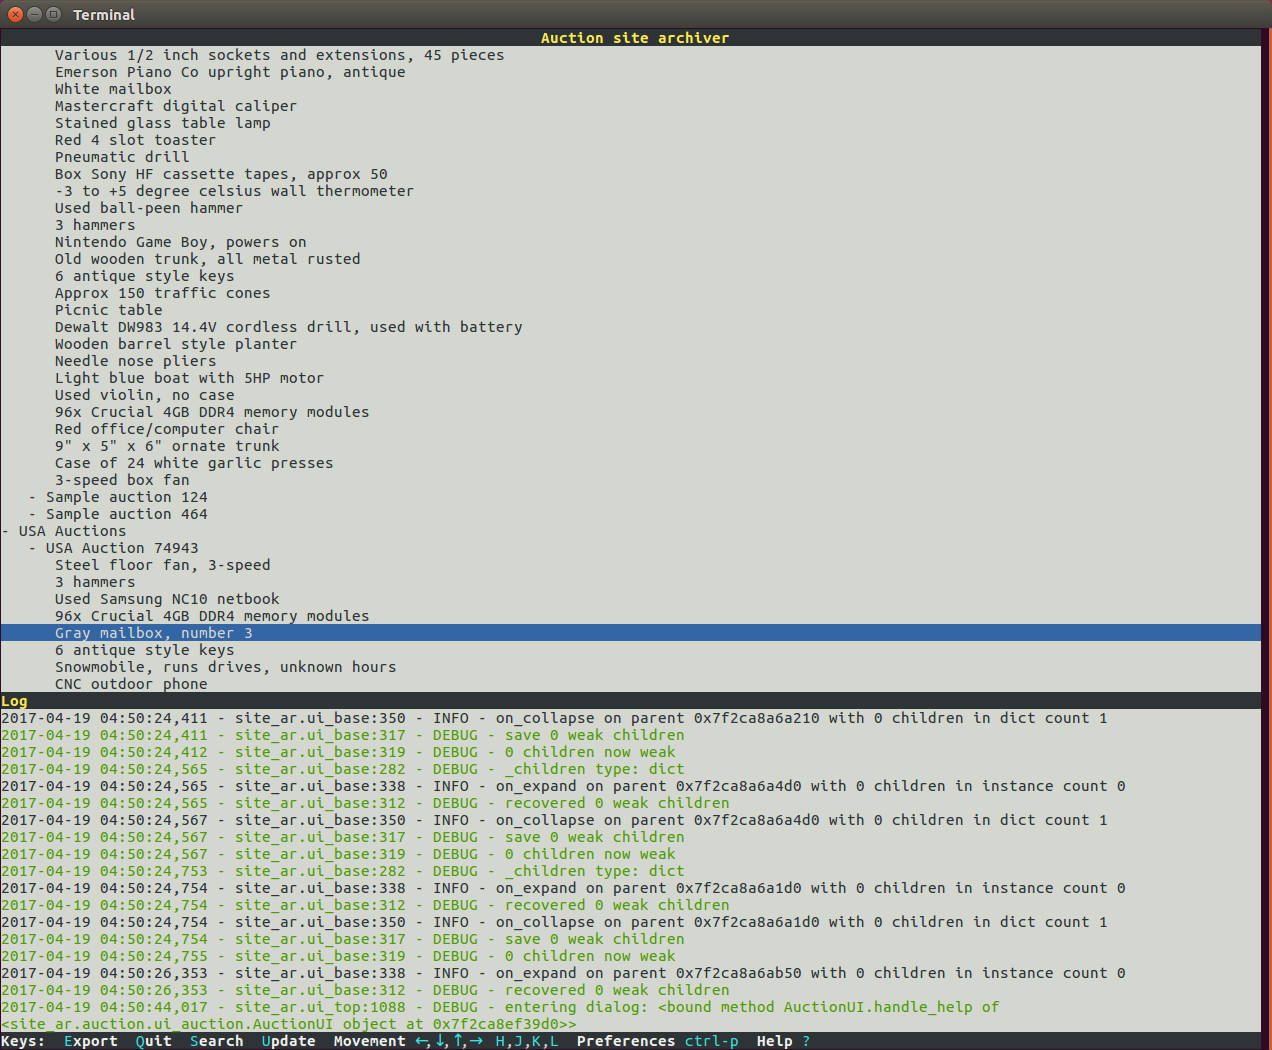 Terminal
Auction site archiver
Various 1/2 inch sockets and extensions, 45 pieces
Emerson Piano Co upright piano, antique
White mailbox
Mastercraft digital caliper
Stained glass table lamp
Red 4 slot toaster
Pneumatic drill
Box Sony HF cassette tapes, approx 50
-3 to +5 degree celsius wall thermometer
Used ball-peen hammer
3 hammers
Nintendo Game Boy, powers on
Old wooden trunk, all metal rusted
6 antique style keys
Approx 150 traffic cones
Picnic table
Dewalt DW983 14.4V cordless drill, used with battery
Wooden barrel style planter
Needle nose pliers
Light blue boat with 5HP motor
Used violin, no case
96x Crucial 4GB DDR4 memory modules
Red office/computer chair
9" x 5" x 6" ornate trunk
Case of 24 white garlic presses
3-speed box fan
- Sample auction 124
- Sample auction 464
- USA Auctions
- USA Auction 74943
Steel floor fan, 3-speed
3 hammers
Used Samsung NC10 netbook
96x Crucial 4GB DDR4 memory modules
Gray mailbox, number 3
6 antique style keys
Snowmobile, runs drives, unknown hours
CNC outdoor phone
Log
2017-04-19 04:50:24,411 - site_ar.ui_base:350 - INFO - on_collapse on parent 0x7f2ca8a6a210 with 0 children in dict count 1
2017-04-19 04:50:24,411 - site_ar.ui_base:317 - DEBUG - save 0 weak children
2017-04-19 04:50:24,412 - site_ar.ui_base:319 - DEBUG - 0 children now weak
2017-04-19 04:50:24,565 - site_ar.ui_base:282 - DEBUG - _children type: dict
2017-04-19 04:50:24,565 - site_ar.ui_base:338 - INFO - on_expand on parent 0x7f2ca8a6a4d0 with 0 children in instance count 0
2017-04-19 04:50:24,565 - site_ar.ui_base:312 - DEBUG - recovered 0 weak children
2017-04-19 04:50:24,567 - site_ar.ui_base:350 - INFO - on_collapse on parent 0x7f2ca8a6a4d0 with 0 children in dict count 1
2017-04-19 04:50:24,567 - site_ar.ui_base:317 - DEBUG - save 0 weak children
2017-04-19 04:50:24,567 - site_ar.ui_base:319 - DEBUG - 0 children now weak
2017-04-19 04:50:24,753 - site_ar.ui_base:282 - DEBUG - _children type: dict
2017-04-19 04:50:24,754 - site_ar.ui_base:338 - INFO - on_expand on parent 0x7f2ca8a6a1d0 with 0 children in instance count 0
2017-04-19 04:50:24,754 - site_ar.ui_base:312 - DEBUG - recovered 0 weak children
2017-04-19 04:50:24,754 - site_ar.ui_base:350 - INFO - on_collapse on parent 0x7f2ca8a6a1d0 with 0 children in dict count 1
2017-04-19 04:50:24,754 - site_ar.ui_base:317 - DEBUG - save 0 weak children
2017-04-19 04:50:24,755 - site_ar.ui_base:319 - DEBUG - 0 children now weak
2017-04-19 04:50:26,353 - site_ar.ui_base:338 - INFO - on_expand on parent 0x7f2ca8a6ab50 with 0 children in instance count 0
2017-04-19 04:50:26,353 - site_ar.ui_base:312 - DEBUG - recovered 0 weak children
2017-04-19 04:50:44,017 - site_ar.ui_top:1088 - DEBUG - entering dialog: <bound method AuctionUI.handle_help of
<site_ar.auction.ui_auction.AuctionUI object at 0x7f2ca8ef39d0>>
Keys: Export Quit Search Update Movement ←,↓,↑,→ H,J,K,L Preferences ctrl-p Help ?